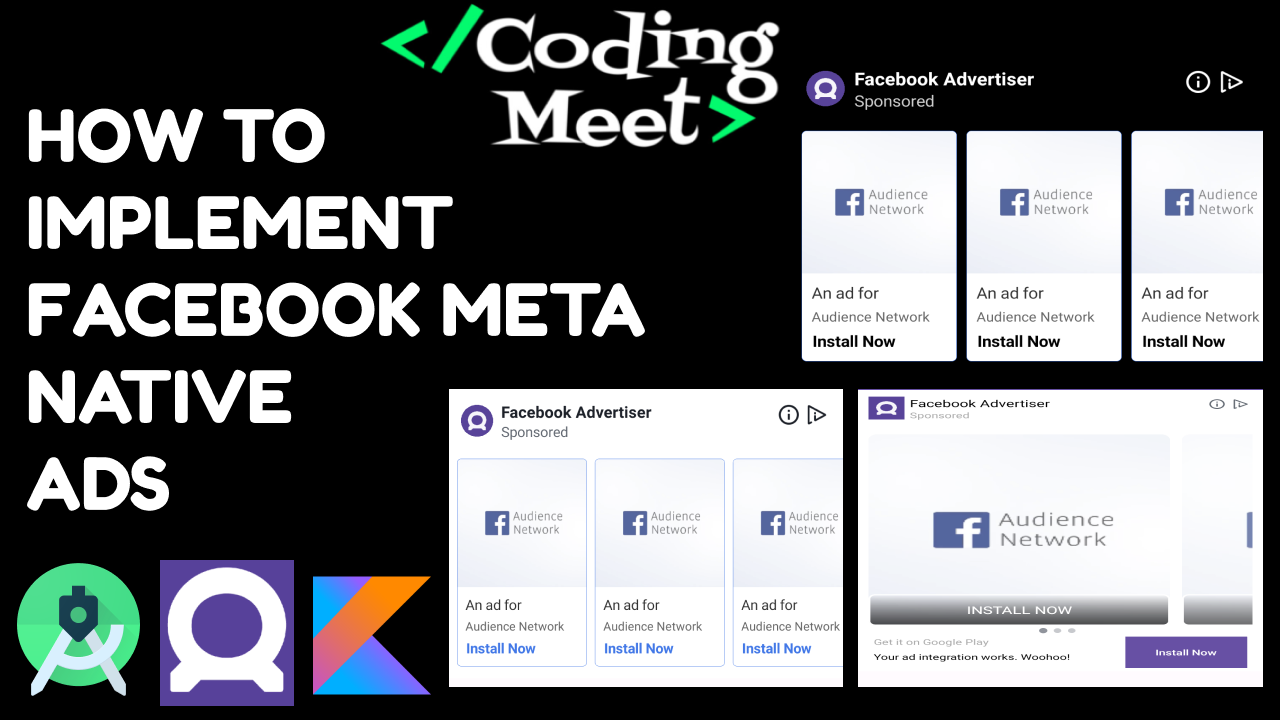 </Coding
Meet>
HOW TO
IMPLEMENT
FACEBOOK META
NATIVE
ADS
Facebook Advertiser
Sponsored
Audience
Network
Audience
Network
Audience
Network
An ad for
An ad for
An ad for
Audience Network
Audience Network
Audience Network
Install Now
Install Now
Install Now
Facebook Advertiser
Sponsored
Audience
Network
Audience
Network
Audience
Network
An ad for
An ad for
An ad for
Audience Network
Audience Network
Audience Network
Install Now
Install Now
Install Now
Facebook Advertiser
Sponsored
Audience
Network
INSTALL NOW
Get it on Google Play
Your ad integration works. Woohoo!
Install Now